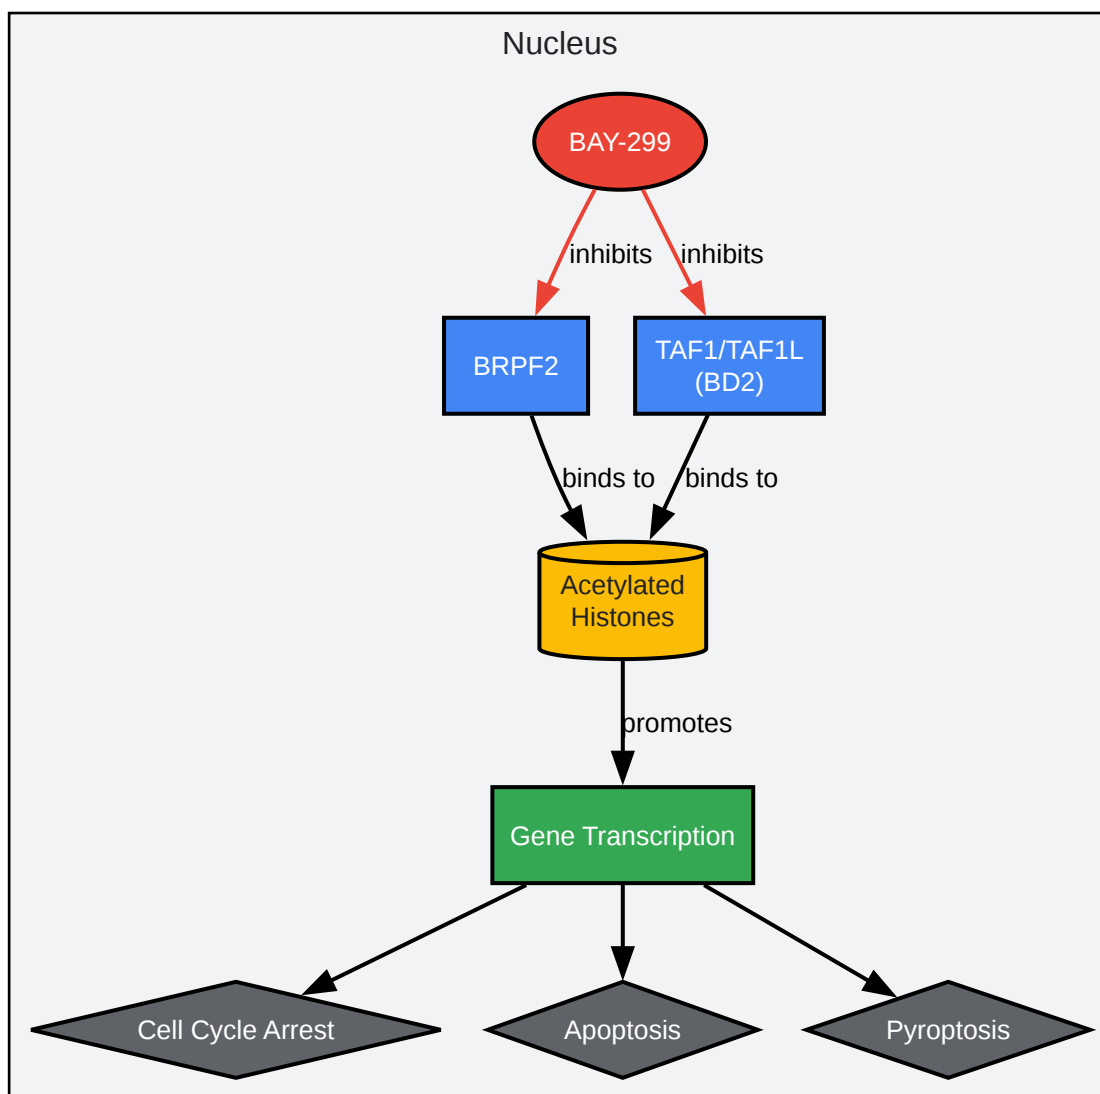 Nucleus
BAY-299
inhibits
inhibits
BRPF2
TAF1/TAF1L
(BD2)
binds to
binds to
Acetylated
Histones
promotes
Gene Transcription
Cell Cycle Arrest
Apoptosis
Pyroptosis